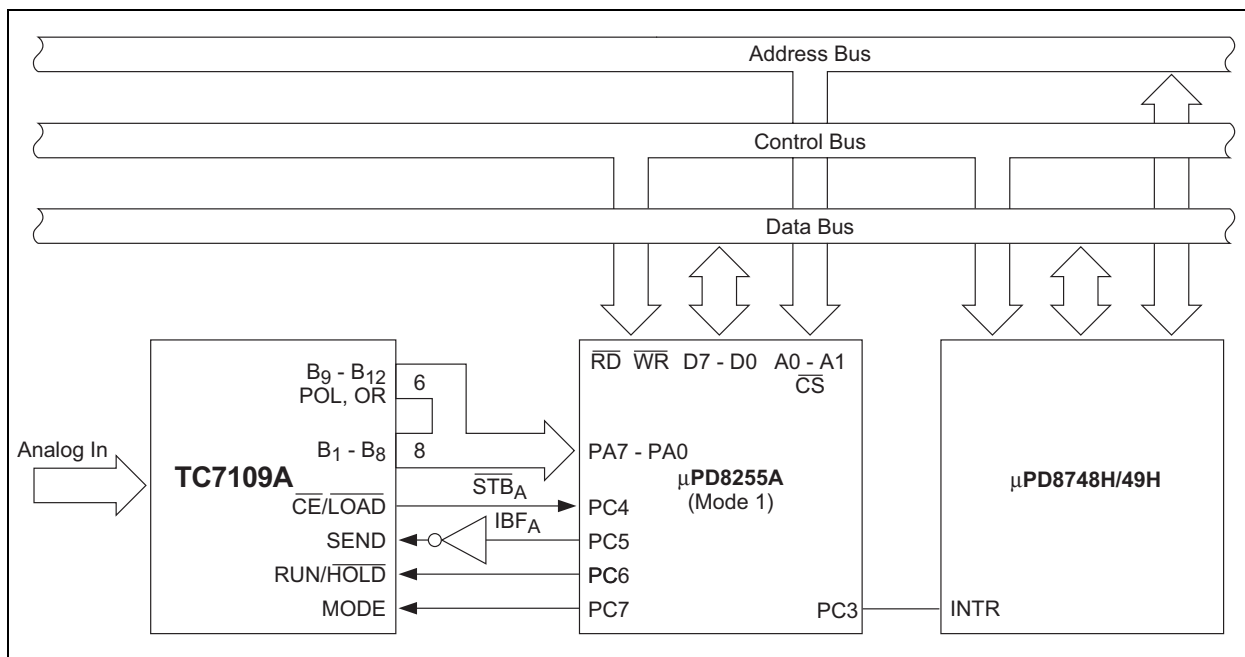 Address Bus
Control Bus
Data Bus
Analog In
TC7109A
B9 - B12
POL, OR
6
B1 - B8
8
CE/LOAD
SEND
RUN/HOLD
MODE
STBA
IBFA
RD WR D7 - D0 A0 - A1
CS
PA7 - PA0
μPD8255A
(Mode 1)
PC4
PC5
PC6
PC7
PC3
μPD8748H/49H
INTR